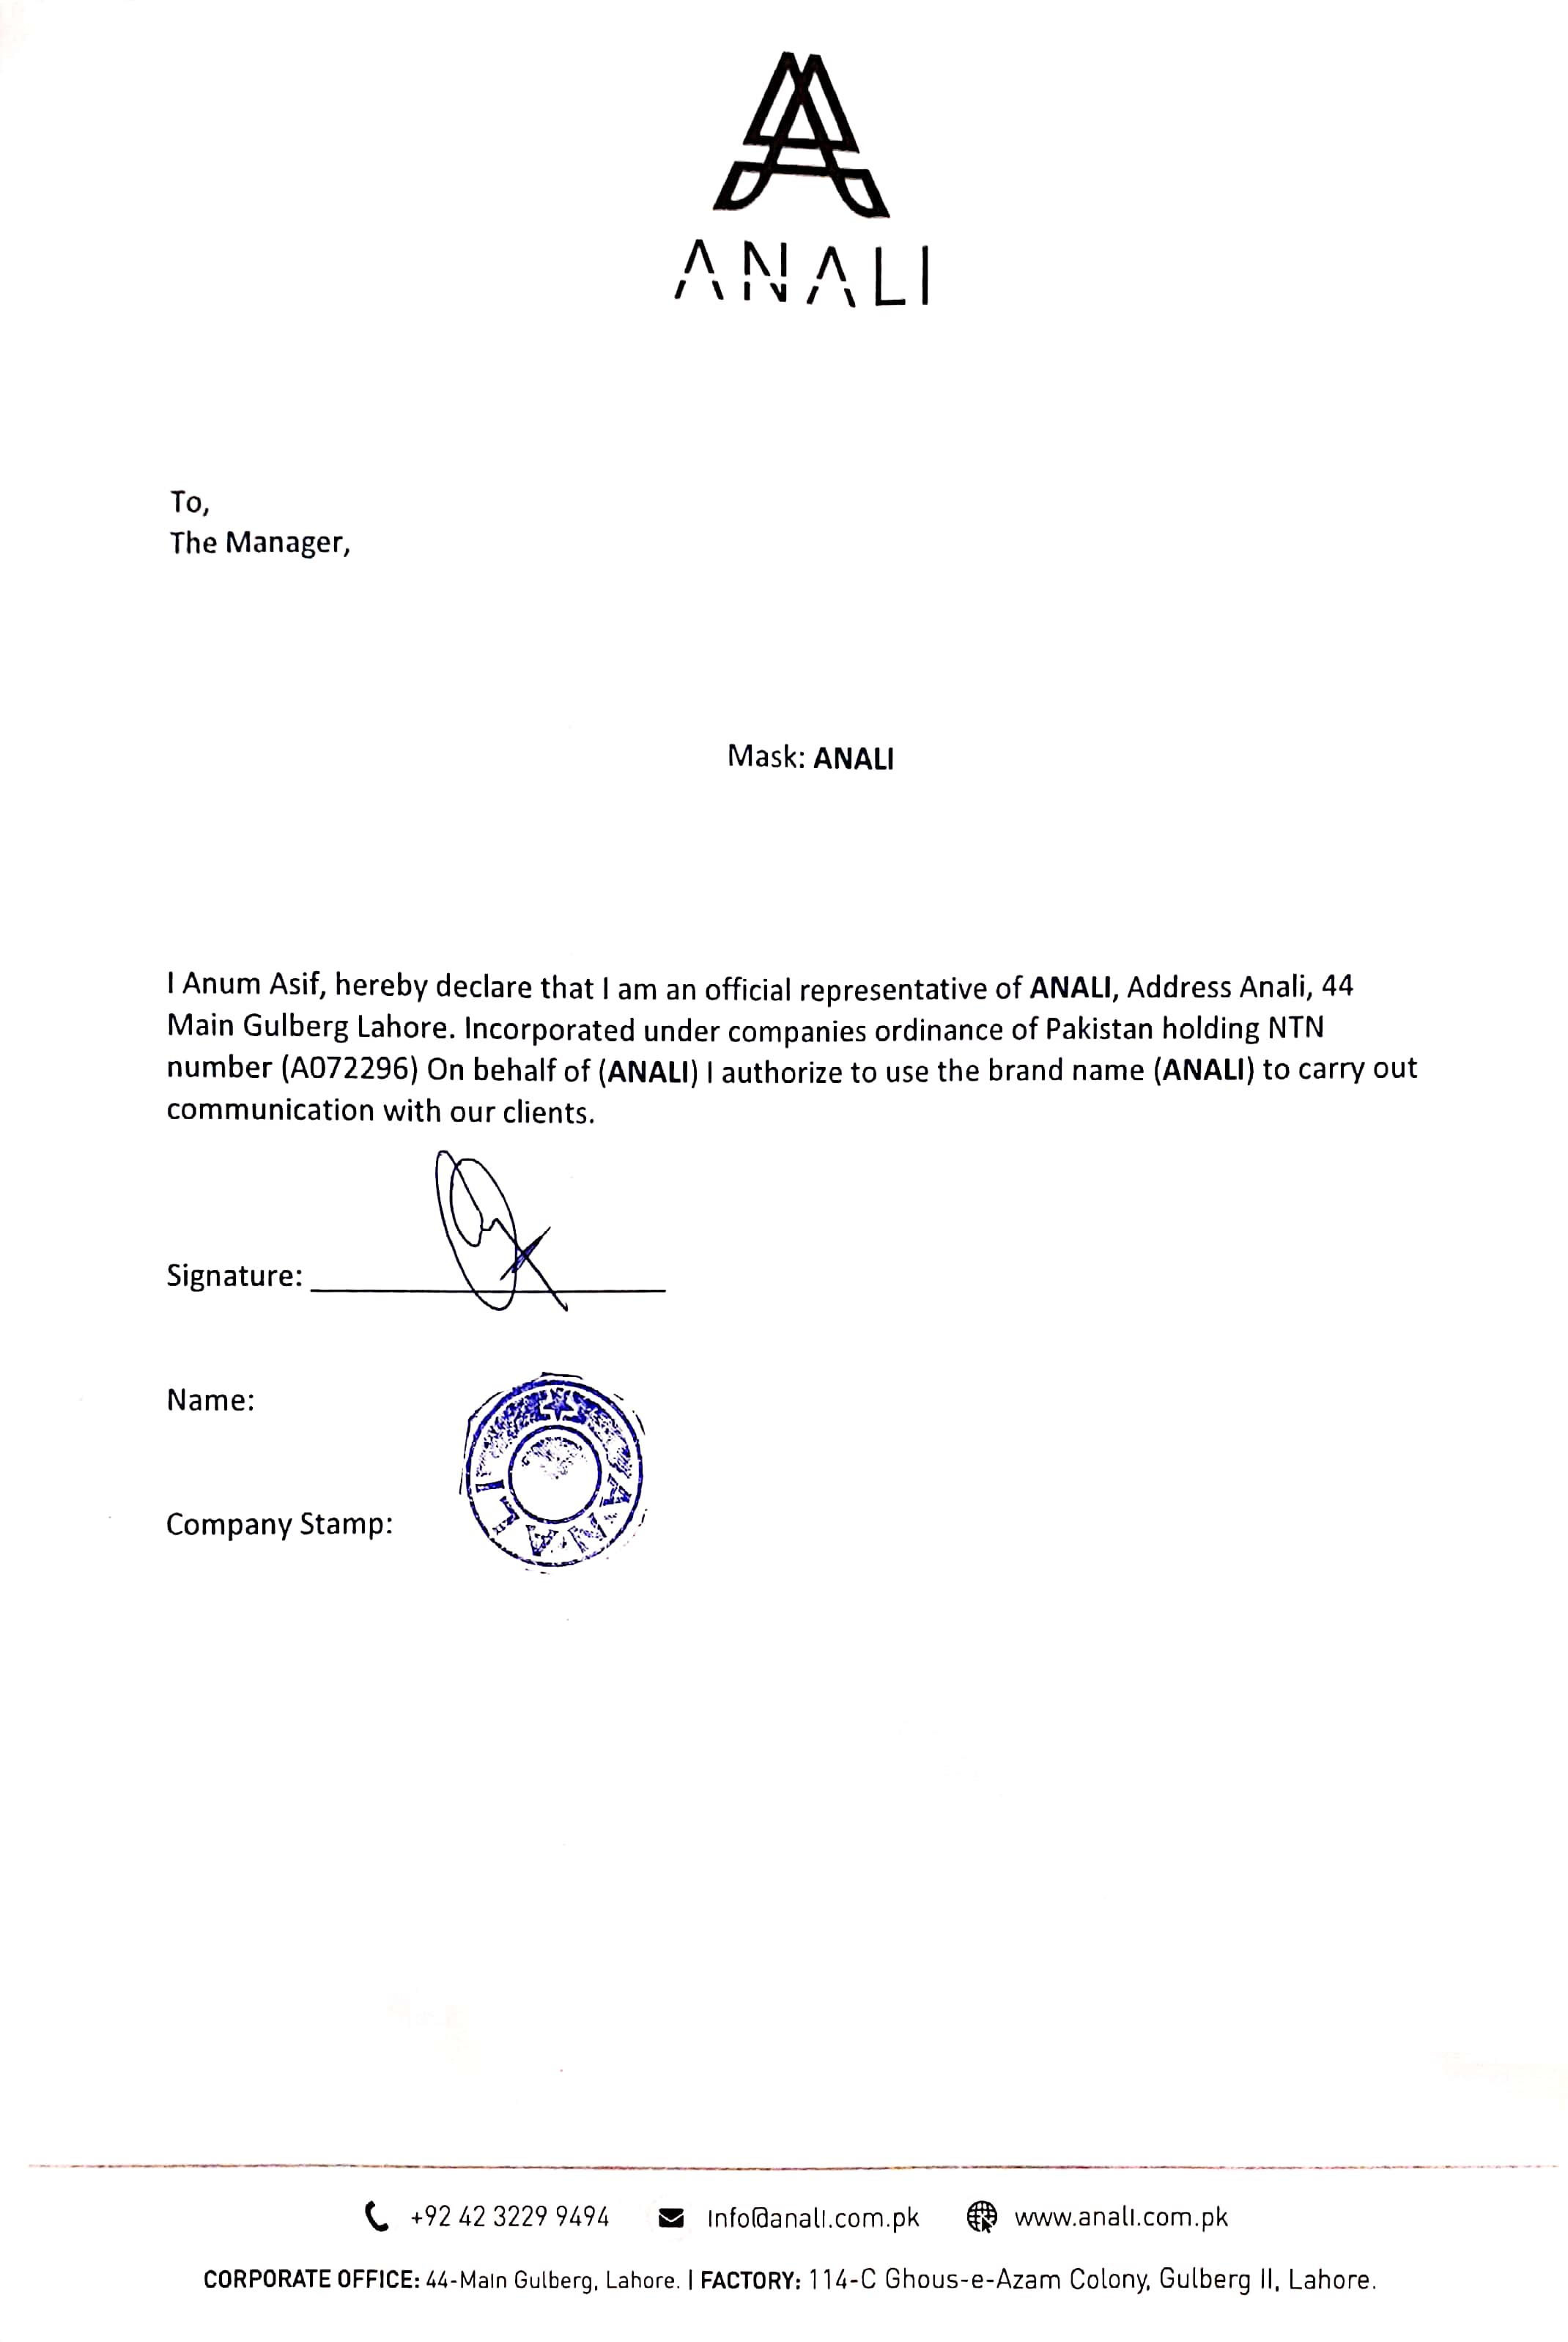 ANALI
To,
The Manager,
Mask: ANALI
I Anum Asif, hereby declare that I am an official representative of ANALI, Address Anali, 44
Main Gulberg Lahore. Incorporated under companies ordinance of Pakistan holding NTN
number (A072296) On behalf of (ANALI) I authorize to use the brand name (ANALI) to carry out
communication with our clients.
Signature:
Name:
Company Stamp:
ANALI
+92 42 3229 9494 Info@anali.com.pk www.anali.com.pk
CORPORATE OFFICE: 44-Main Gulberg, Lahore. | FACTORY: 114-C Ghous-e-Azam Colony, Gulberg II, Lahore.